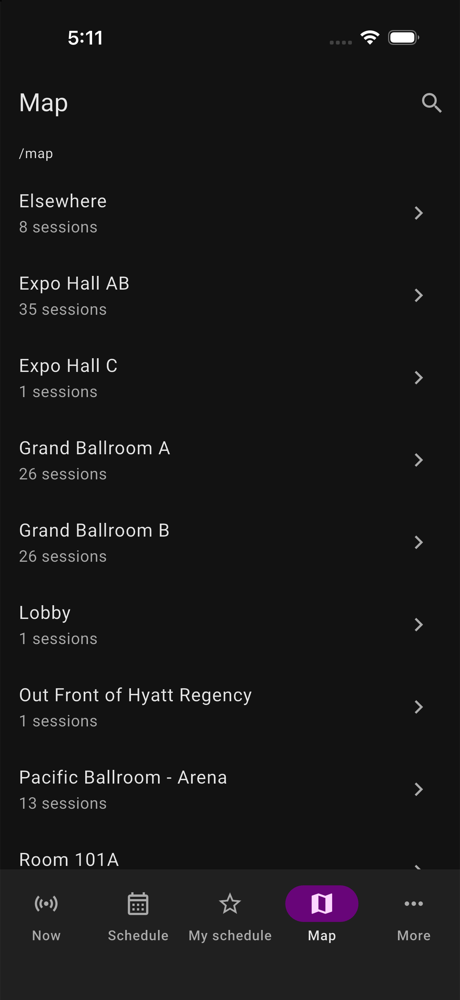 5:11
Map
/map
Elsewhere
8 sessions
Expo Hall AB
35 sessions
Expo Hall C
1 sessions
Grand Ballroom A
26 sessions
Grand Ballroom B
26 sessions
Lobby
1 sessions
Out Front of Hyatt Regency
1 sessions
Pacific Ballroom - Arena
13 sessions
Room 101A
Now
Schedule
My schedule
Map
More